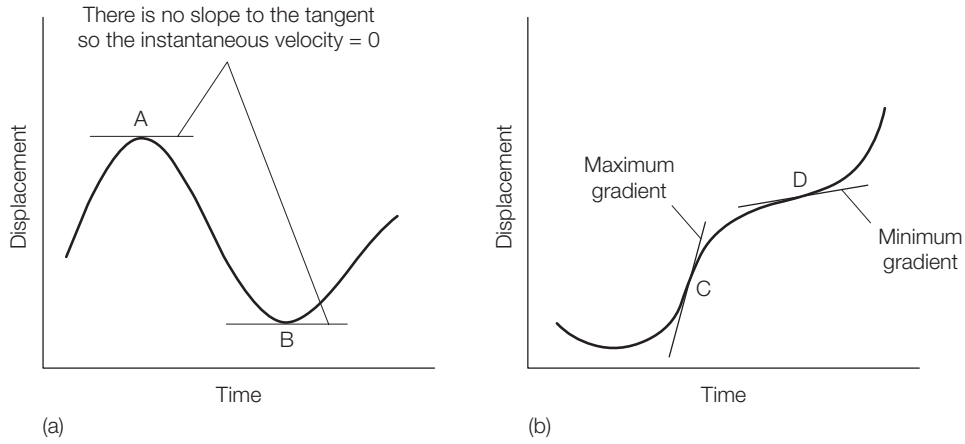 There is no slope to the tangent
so the instantaneous velocity = 0
A
B
Displacement
Time
(a)
Maximum
gradient
D
C
Minimum
gradient
Displacement
Time
(b)